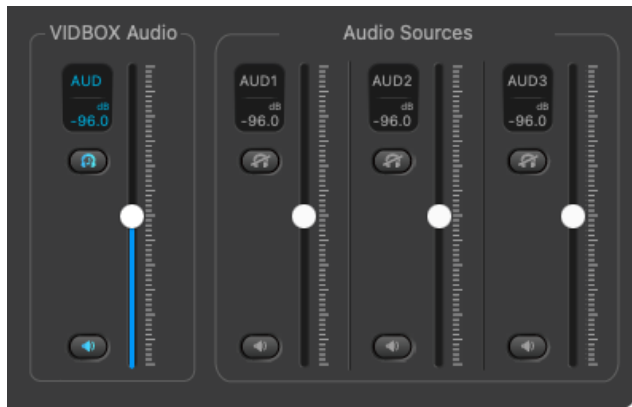 VIDBOX Audio
AUD
dB
-96.0
Audio Sources
AUD1
dB
-96.0
AUD2
dB
-96.0
AUD3
dB
-96.0